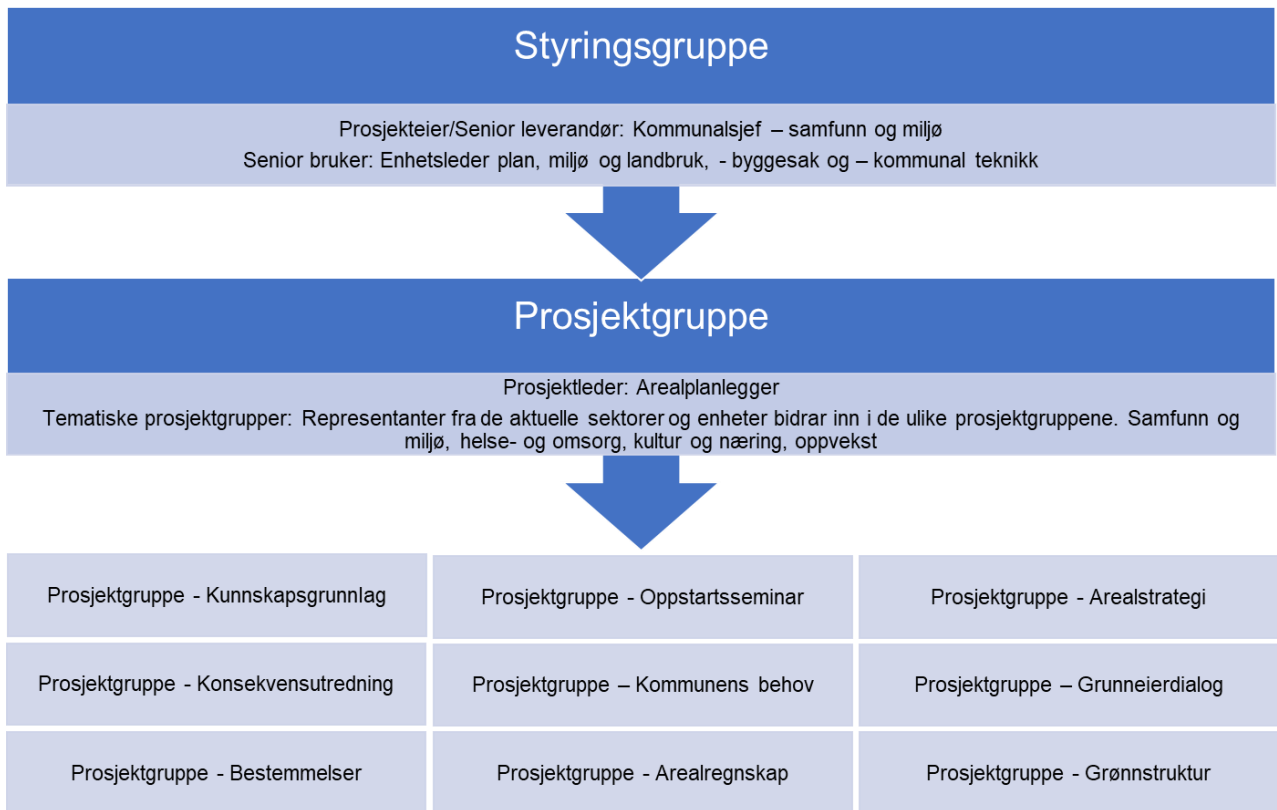 Styringsgruppe
Prosjekteier/Senior leverandør: Kommunalsjef – samfunn og miljø
Senior bruker: Enhetsleder plan, miljø og landbruk, - byggesak og – kommunal teknikk
Prosjektgruppe
Prosjektleder: Arealplanlegger
Tematiske prosjektgrupper: Representanter fra de aktuelle sektorer og enheter bidrar inn i de ulike prosjektgruppene. Samfunn og
miljø, helse- og omsorg, kultur og næring, oppvekst
Prosjektgruppe - Kunnskapsgrunnlag
Prosjektgruppe - Oppstartsseminar
Prosjektgruppe - Arealstrategi
Prosjektgruppe - Konsekvensutredning
Prosjektgruppe – Kommunens behov
Prosjektgruppe – Grunneierdialog
Prosjektgruppe - Bestemmelser
Prosjektgruppe - Arealregnskap
Prosjektgruppe - Grønnstruktur